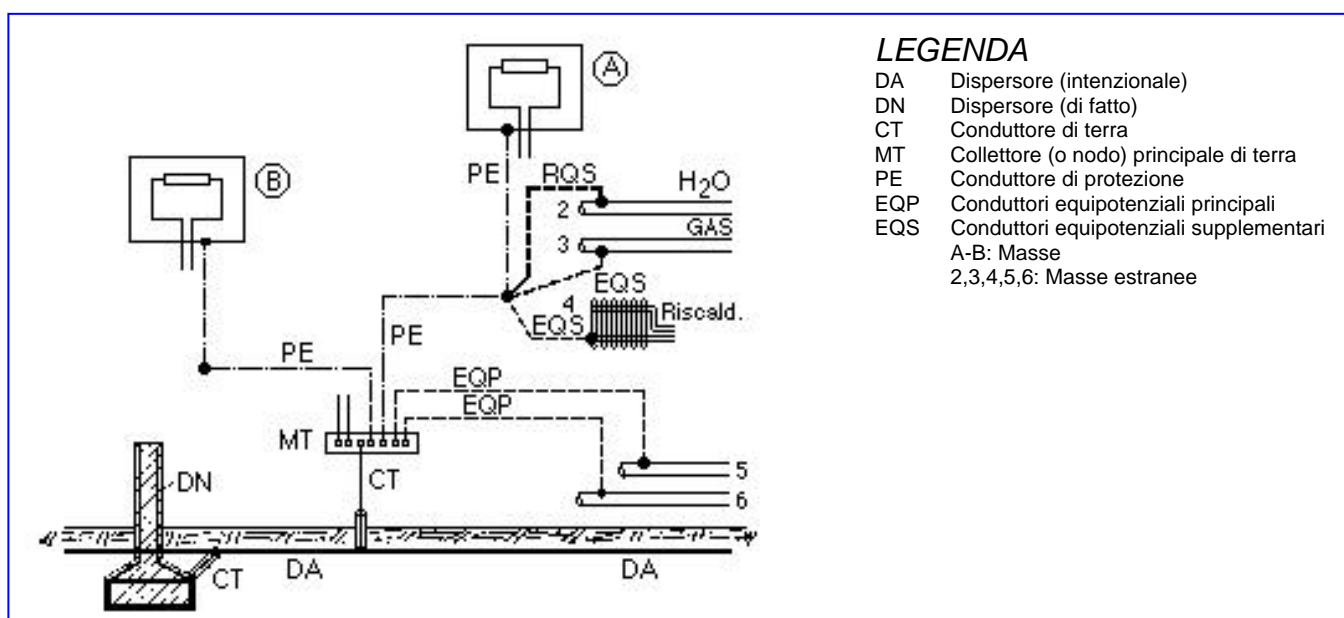 LEGENDA
DA Dispersore (intenzionale)
DN Dispersore (di fatto)
CT Conduttore di terra
MT Collettore (o nodo) principale di terra
PE Conduttore di protezione
EQP Conduttori equipotenziali principali
EQS Conduttori equipotenziali supplementari
A-B: Masse
2,3,4,5,6: Masse estranee
A
B
PE
RQS
H2O
2
GAS
3
EQS
4
Riscald.
EQS
PE
PE
EQP
EQP
MT
CT
5
6
DN
CT
DA
DA